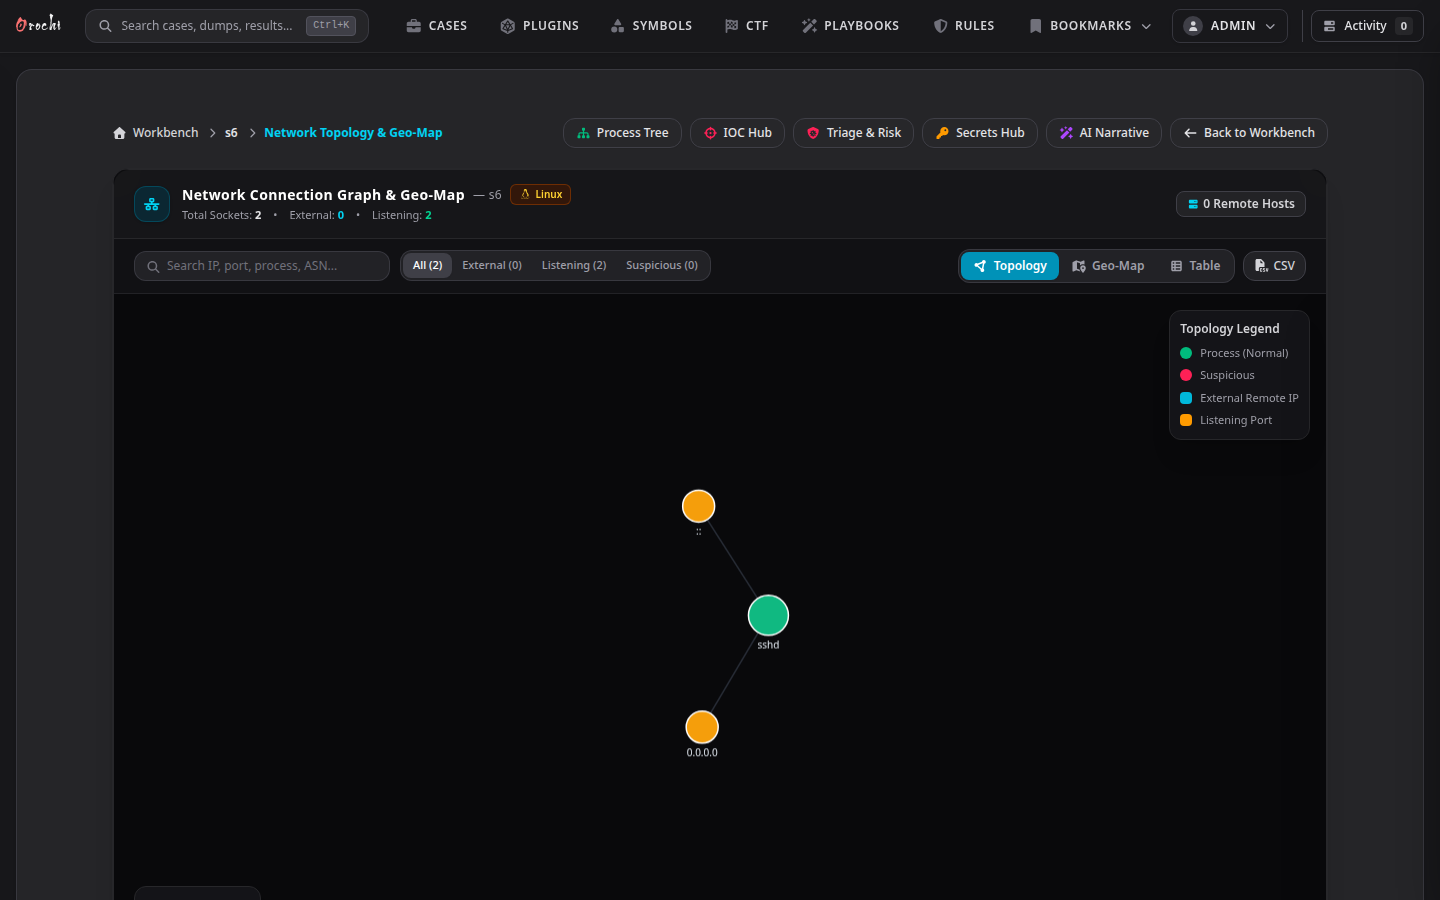 Orochi
Search cases, dumps, results... Ctrl+K
CASES
PLUGINS
SYMBOLS
CTF
PLAYBOOKS
RULES
BOOKMARKS
ADMIN
Activity 0
Workbench > s6 > Network Topology & Geo-Map
Process Tree
IOC Hub
Triage & Risk
Secrets Hub
AI Narrative
Back to Workbench
Network Connection Graph & Geo-Map — s6 Linux
Total Sockets: 2 • External: 0 • Listening: 2
0 Remote Hosts
Search IP, port, process, ASN...
All (2)
External (0)
Listening (2)
Suspicious (0)
Topology
Geo-Map
Table
CSV
Topology Legend
Process (Normal)
Suspicious
External Remote IP
Listening Port
::
sshd
0.0.0.0